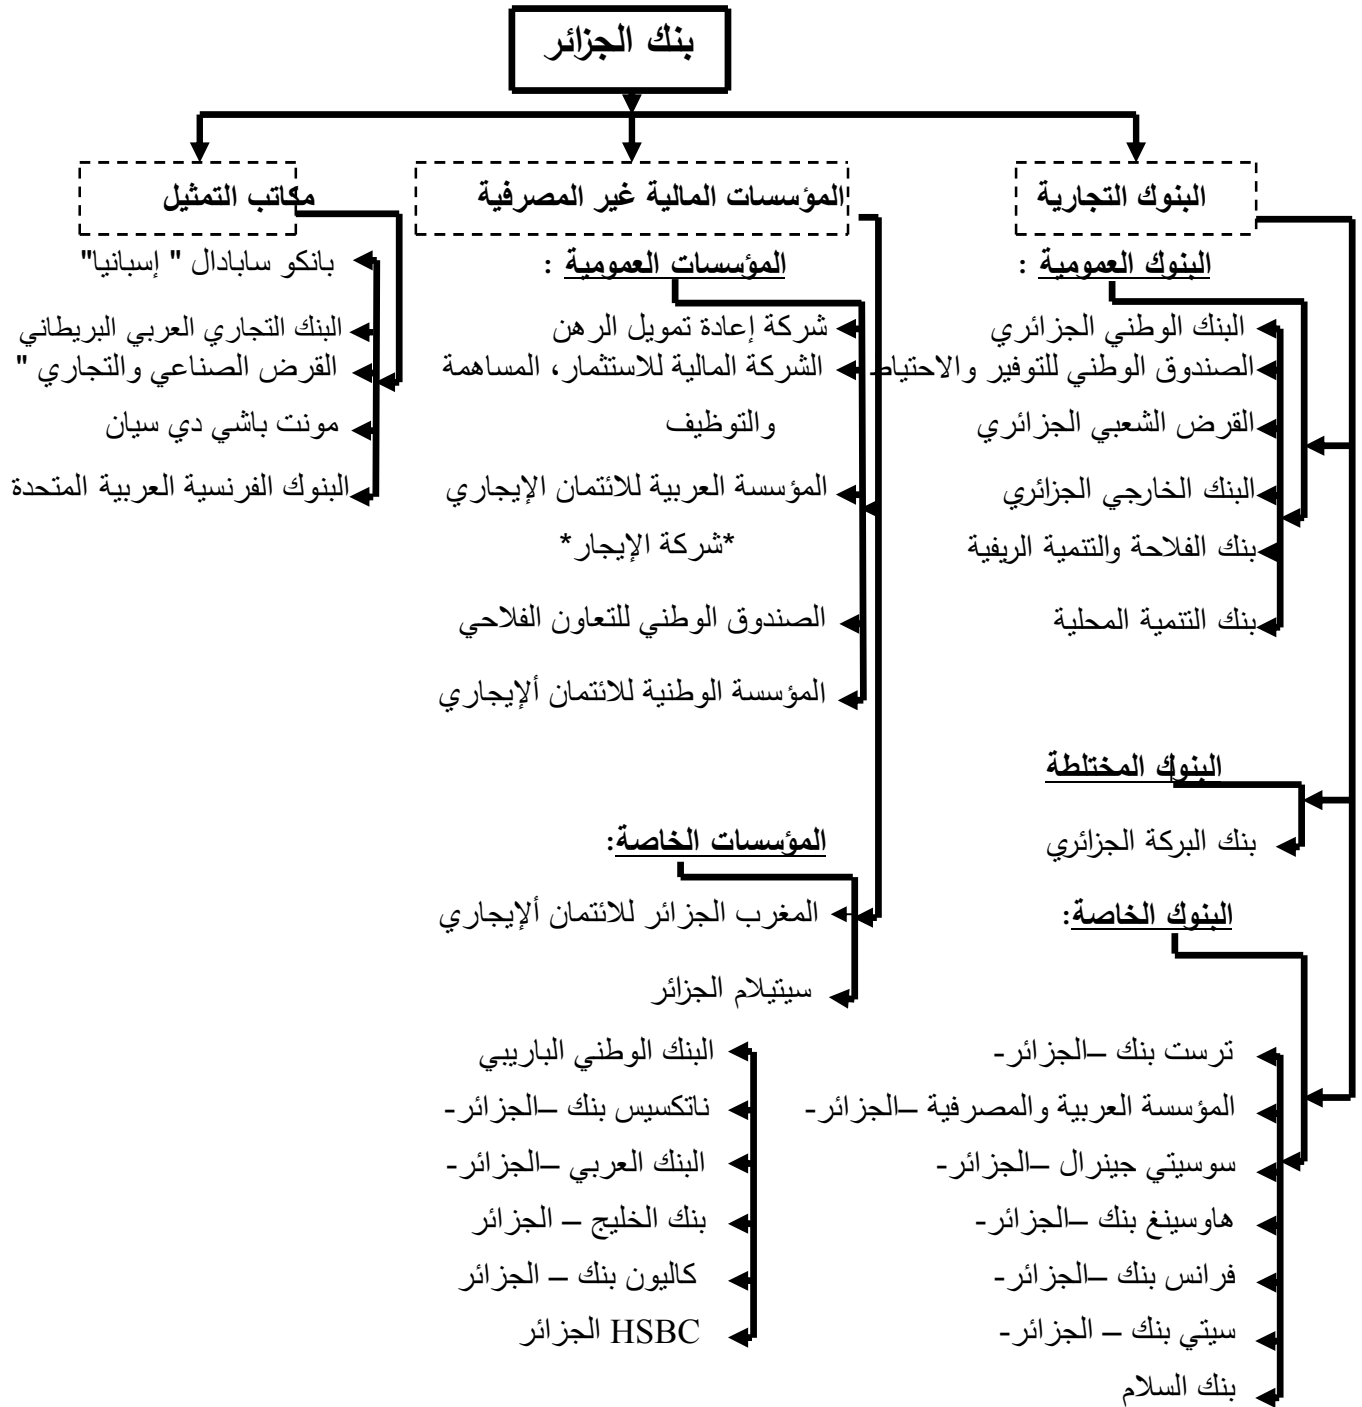 بنك الجزائر
البنوك التجارية
المؤسسات المالية غير المصرفية
مكاتب التمثيل
البنوك العمومية :
البنك الوطني الجزائري
الصندوق الوطني للتوفير والاحتياط
القرض الشعبي الجزائري
البنك الخارجي الجزائري
بنك الفلاحة والتنمية الريفية
بنك التنمية المحلية
البنوك المختلطة
بنك البركة الجزائري
البنوك الخاصة:
ترست بنك –الجزائر-
المؤسسة العربية والمصرفية –الجزائر-
سوسيتي جينرال –الجزائر-
هاوسينغ بنك –الجزائر-
فرانس بنك –الجزائر-
سيتي بنك – الجزائر-
بنك السلام
المؤسسات العمومية :
شركة إعادة تمويل الرهن
الشركة المالية للاستثمار، المساهمة
والتوظيف
المؤسسة العربية للائتمان الإيجاري
*شركة الإيجار*
الصندوق الوطني للتعاون الفلاحي
المؤسسة الوطنية للائتمان ألإيجاري
المؤسسات الخاصة:
المغرب الجزائر للائتمان ألإيجاري
سيتيلام الجزائر
البنك الوطني الباريبي
ناتكسيس بنك –الجزائر-
البنك العربي –الجزائر-
بنك الخليج – الجزائر
كاليون بنك – الجزائر
HSBC الجزائر
بانكو سابادال " إسبانيا"
البنك التجاري العربي البريطاني
القرض الصناعي والتجاري "
مونت باشي دي سيان
البنوك الفرنسية العربية المتحدة